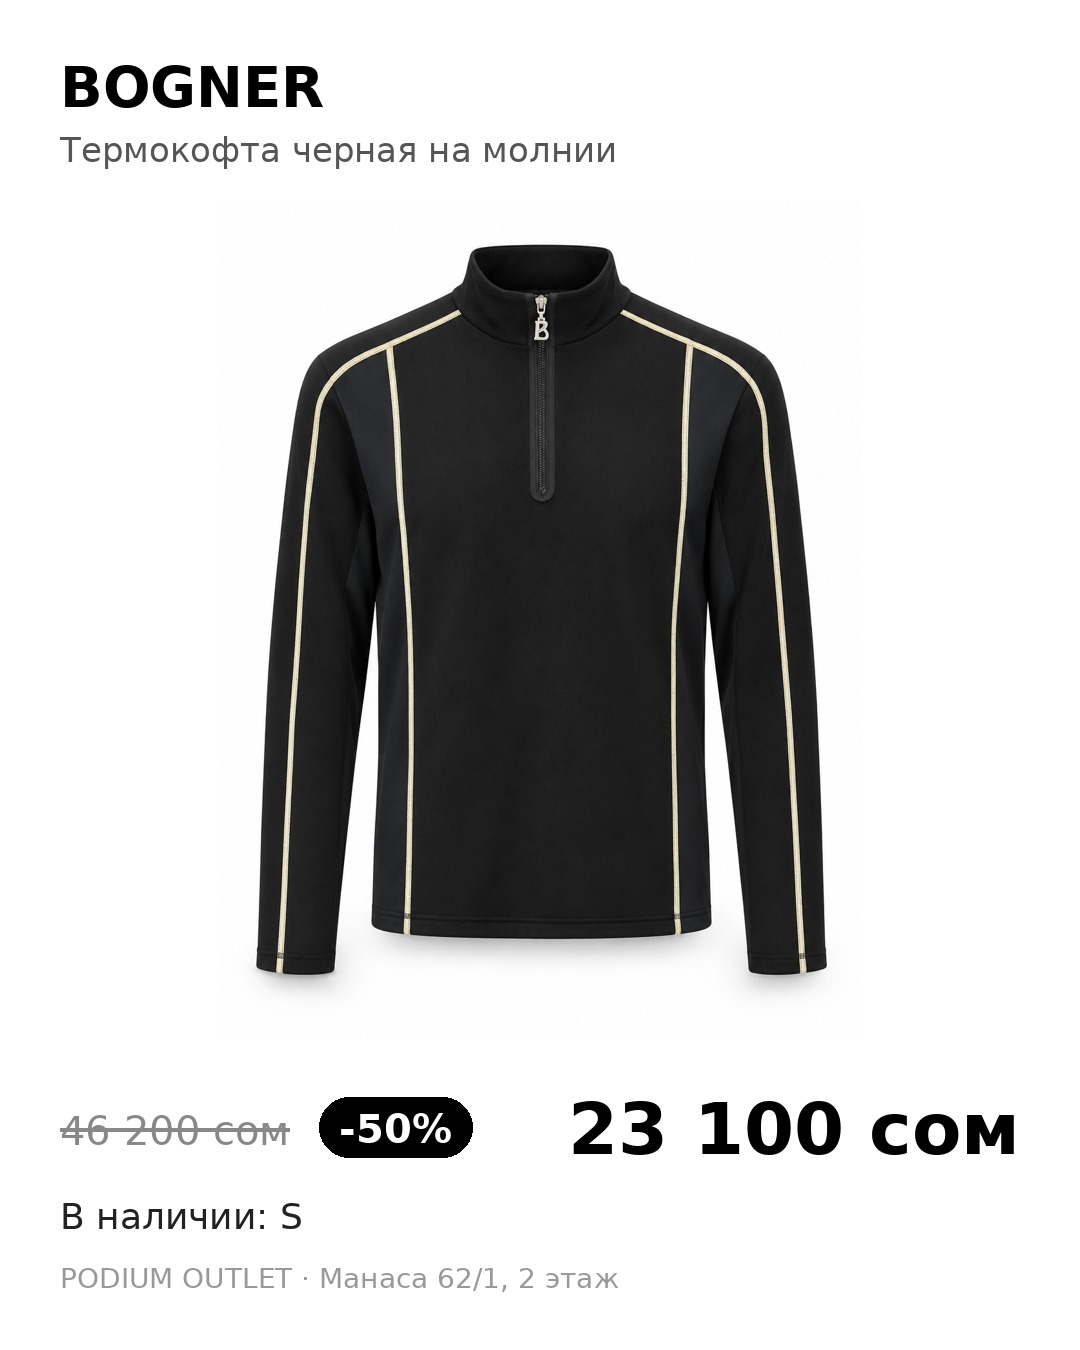 BOGNER
Термокофта черная на молнии
B
46 200 сом -50% 23 100 сом
В наличии: S
PODIUM OUTLET · Манаса 62/1, 2 этаж